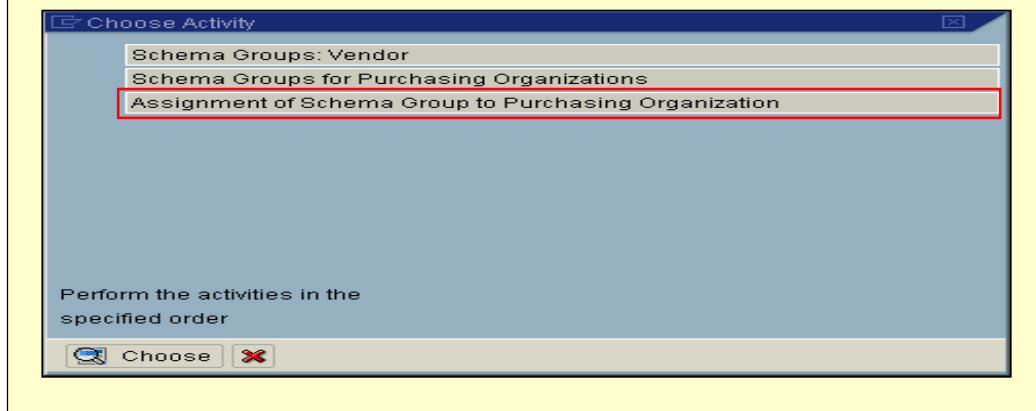 Choose Activity
Schema Groups: Vendor
Schema Groups for Purchasing Organizations
Assignment of Schema Group to Purchasing Organization
Perform the activities in the
specified order
Choose